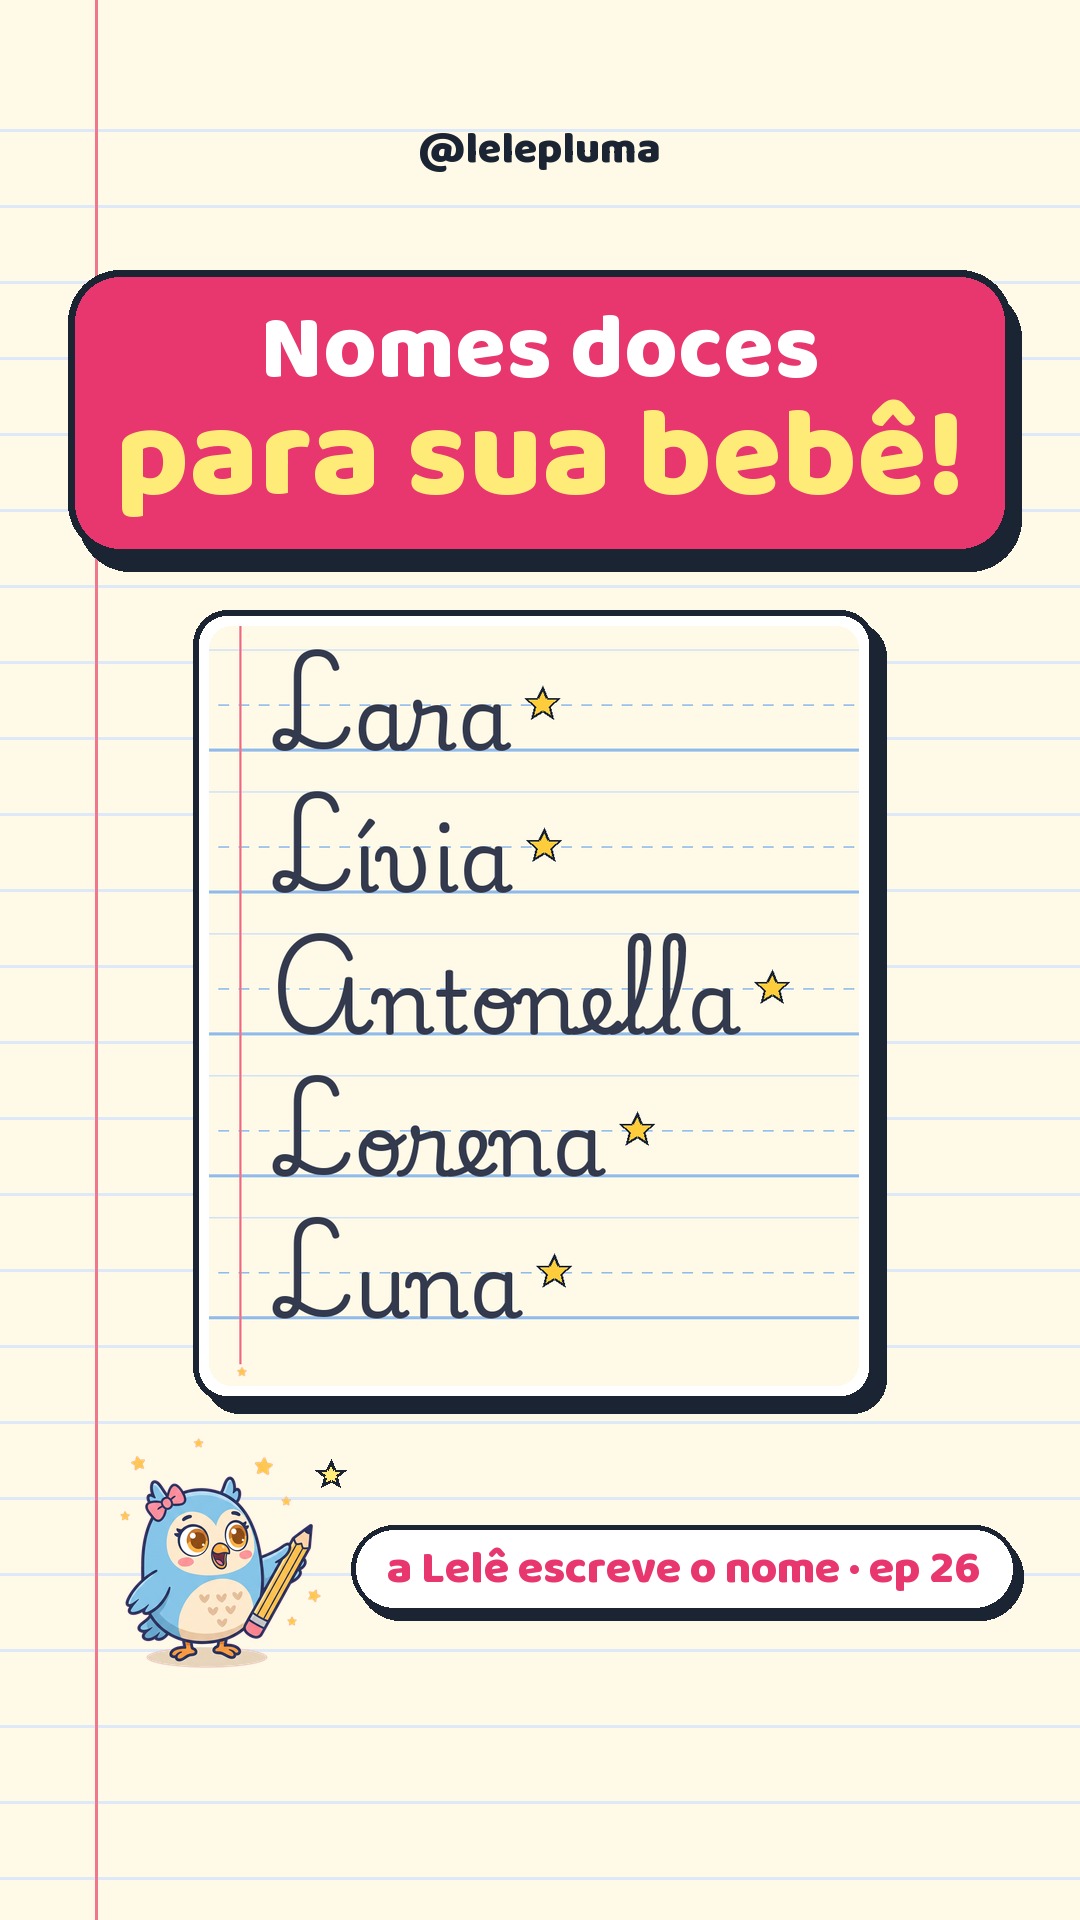 @lelepluma
Nomes doces
para sua bebê!
Lara
Lívia
Antonella
Lorena
Luna
a Lelê escreve o nome · ep 26